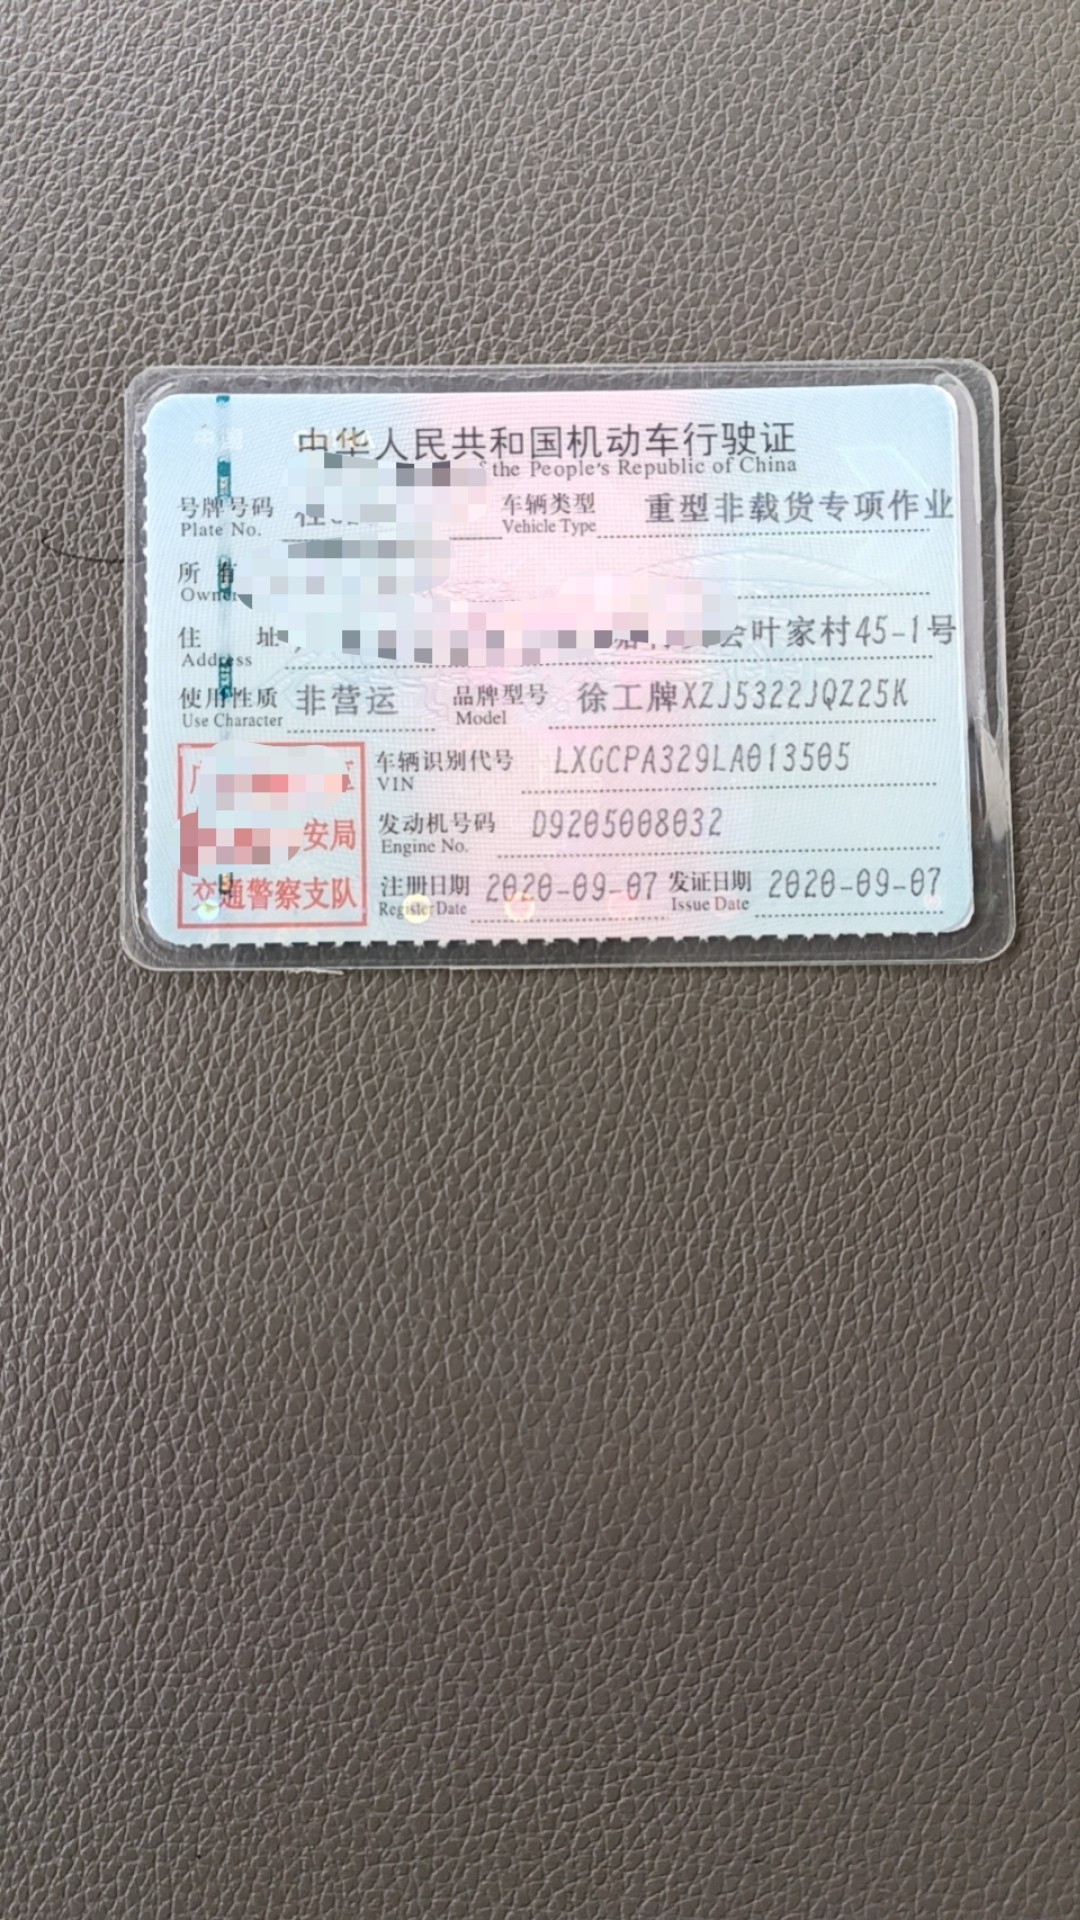 中华人民共和国机动车行驶证
the People's Republic of China
号牌号码 车辆类型 重型非载货专项作业
Plate No. Vehicle Type
所有
Owner
住址 叶家村45-1号
Address
使用性质 非营运 品牌型号 徐工牌XZJ5322JQZ25K
Use Character Model
车辆识别代号 LXGCPA329LA013505
VIN
安局
发动机号码 D9205008032
Engine No.
交通警察支队
注册日期 2020-09-07 发证日期 2020-09-07
Register Date Issue Date